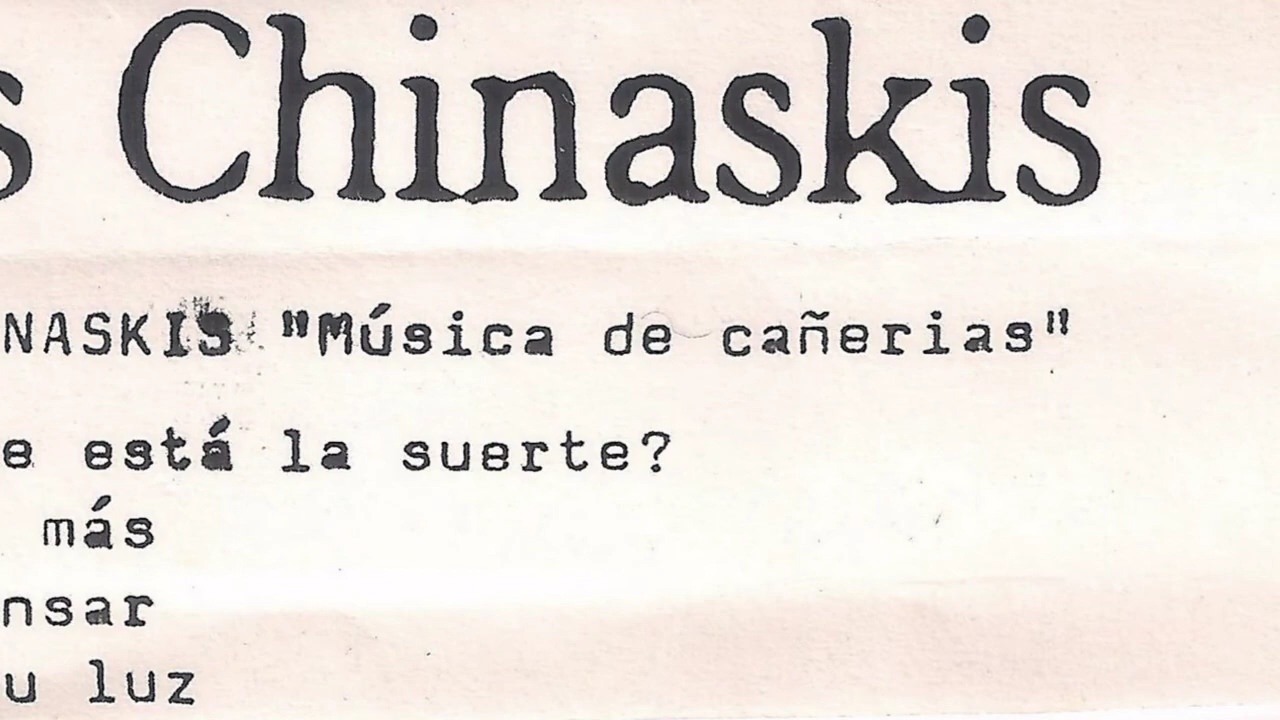 s Chinaskis
NASKIS "Música de cañerias"
e está la suerte?
más
nsar
u luz